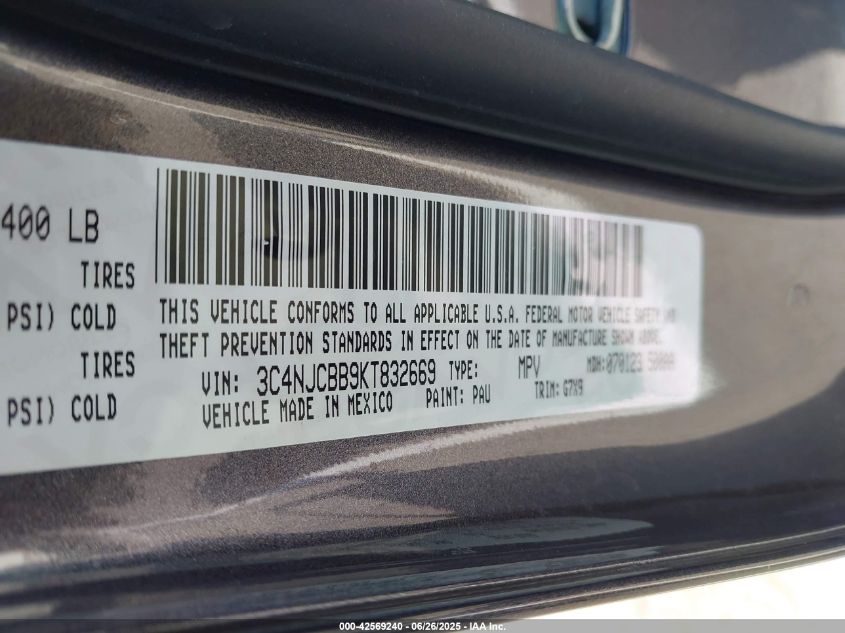 400 LB
TIRES
PSI) COLD
TIRES
PSI) COLD
THIS VEHICLE CONFORMS TO ALL APPLICABLE U.S.A. FEDERAL MOTOR VEHICLE SAFETY AND
THEFT PREVENTION STANDARDS IN EFFECT ON THE DATE OF MANUFACTURE SHOWN ABOVE.
VIN: 3C4NJCBB9KT832669 TYPE: MPV MDH:
VEHICLE MADE IN MEXICO PAINT: PAU TRIM:
000-42569240 - 06/26/2025 - IAA Inc.